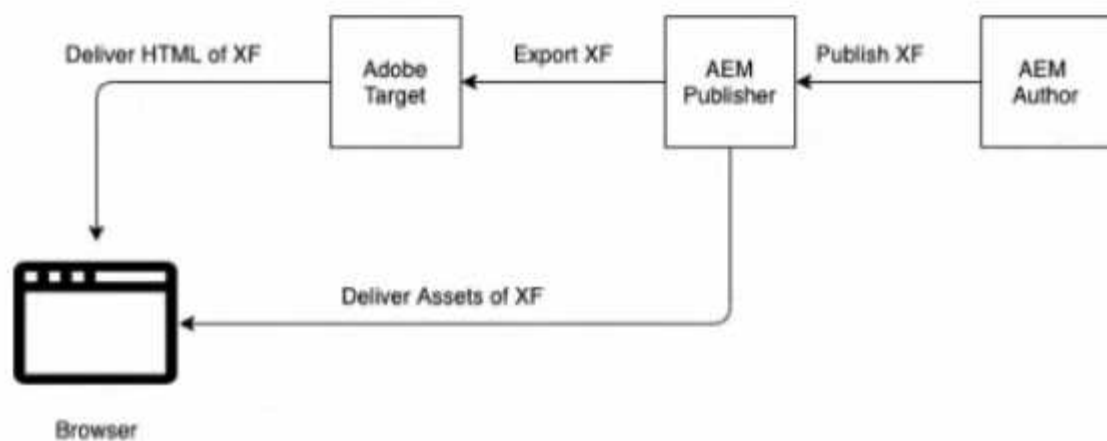 Deliver HTML of XF
Adobe
Target
Export XF
AEM
Publisher
Publish XF
AEM
Author
Deliver Assets of XF
Browser